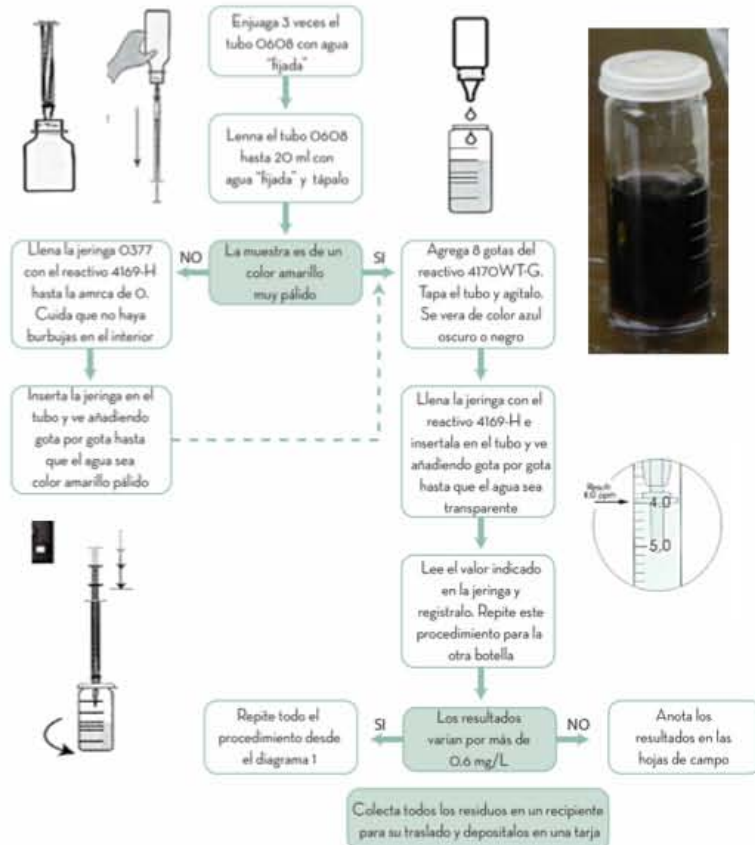 Enjuaga 3 veces el
tubo 0608 con agua
"fijada"
Lenna el tubo 0608
hasta 20 ml con
agua "fijada" y tápalo
La muestra es de un
color amarillo
muy pálido
NO
SI
Llena la jeringa 0377
con el reactivo 4169-H
hasta la amrca de 0.
Cuida que no haya
burbujas en el interior
Inserta la jeringa en el
tubo y ve añadiendo
gota por gota hasta
que el agua sea
color amarillo pálido
Agrega 8 gotas del
reactivo 4170WT-G.
Tapa el tubo y agítalo.
Se vera de color azul
oscuro o negro
Llena la jeringa con el
reactivo 4169-H e
insertala en el tubo y ve
añadiendo gota por gota
hasta que el agua sea
transparente
4.0
5,0
Lee el valor indicado
en la jeringa y
registralo. Repite este
procedimiento para la
otra botella
Los resultados
varian por más de
0.6 mg/L
SI
NO
Repite todo el
procedimiento desde
el diagrama 1
Anota los
resultados en las
hojas de campo
Colecta todos los residuos en un recipiente
para su traslado y depositalos en una tarja